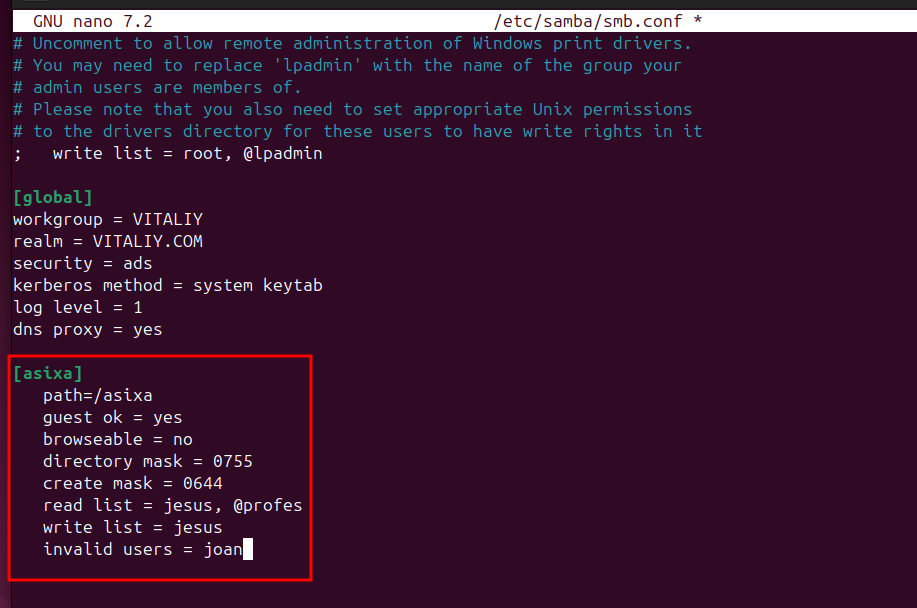 GNU nano 7.2 /etc/samba/smb.conf *
# Uncomment to allow remote administration of Windows print drivers.
# You may need to replace 'lpadmin' with the name of the group your
# admin users are members of.
# Please note that you also need to set appropriate Unix permissions
# to the drivers directory for these users to have write rights in it
;   write list = root, @lpadmin

[global]
workgroup = VITALIY
realm = VITALIY.COM
security = ads
kerberos method = system keytab
log level = 1
dns proxy = yes

[asixa]
   path=/asixa
   guest ok = yes
   browseable = no
   directory mask = 0755
   create mask = 0644
   read list = jesus, @profes
   write list = jesus
   invalid users = joan